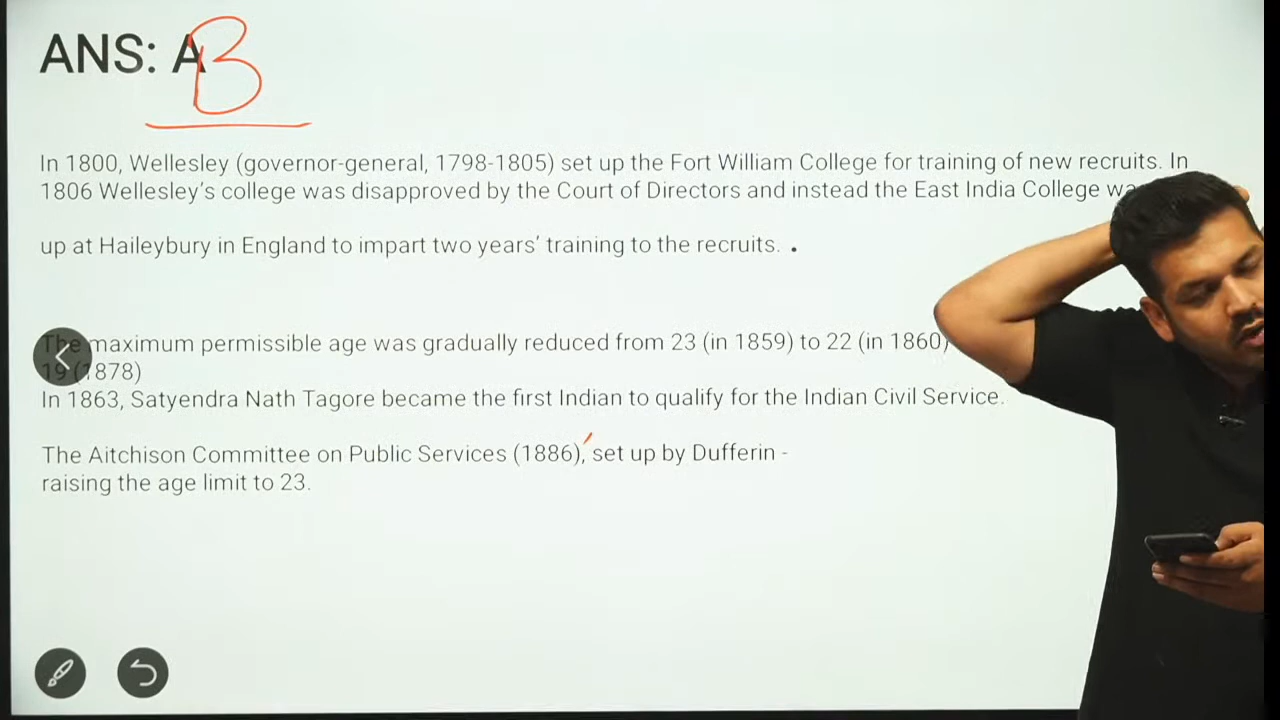 ANS: A B
In 1800, Wellesley (governor-general, 1798-1805) set up the Fort William College for training of new recruits. In
1806 Wellesley's college was disapproved by the Court of Directors and instead the East India College
up at Haileybury in England to impart two years' training to the recruits. .
The maximum permissible age was gradually reduced from 23 (in 1859) to 22 (in 1860)
19 (1878)
In 1863, Satyendra Nath Tagore became the first Indian to qualify for the Indian Civil Service.
The Aitchison Committee on Public Services (1886), set up by Dufferin -
raising the age limit to 23.